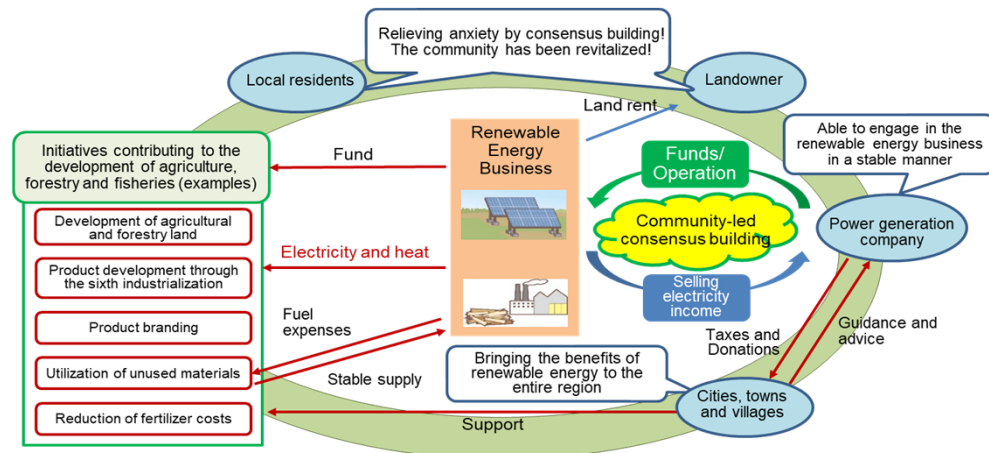 Relieving anxiety by consensus building!
The community has been revitalized!
Local residents
Landowner
Land rent
Initiatives contributing to the
development of agriculture,
forestry and fisheries (examples)
Development of agricultural
and forestry land
Product development through
the sixth industrialization
Product branding
Utilization of unused materials
Reduction of fertilizer costs
Fund
Electricity and heat
Fuel
expenses
Stable supply
Renewable
Energy
Business
Funds/
Operation
Community-led
consensus building
Selling
electricity
income
Able to engage in the
renewable energy business
in a stable manner
Power generation
company
Taxes and
Donations
Guidance and
advice
Bringing the benefits of
renewable energy to the
entire region
Cities, towns
and villages
Support